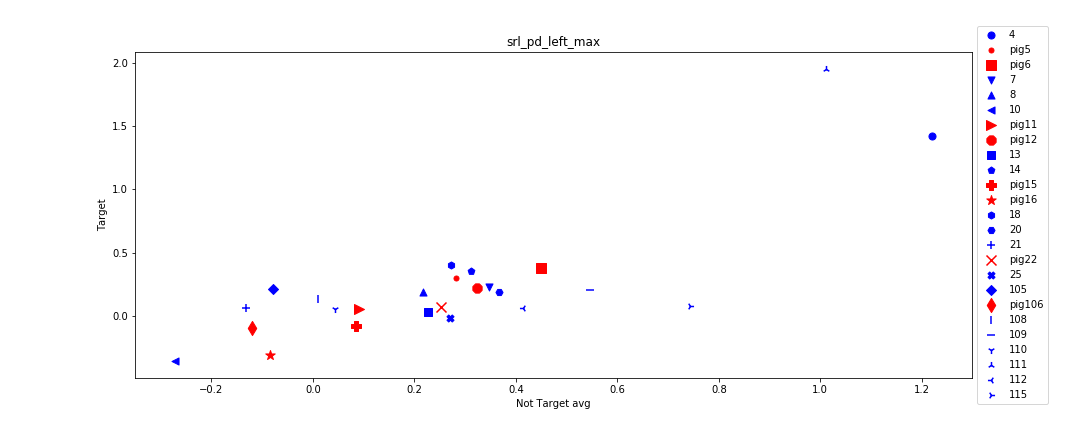 srl_pd_left_max
Target
2.0
1.5
1.0
0.5
0.0
−0.2
0.0
0.2
0.4
0.6
0.8
1.0
1.2
Not Target avg
4
pig5
pig6
7
8
10
pig11
pig12
13
14
pig15
pig16
18
20
21
pig22
25
105
pig106
108
109
110
111
112
115